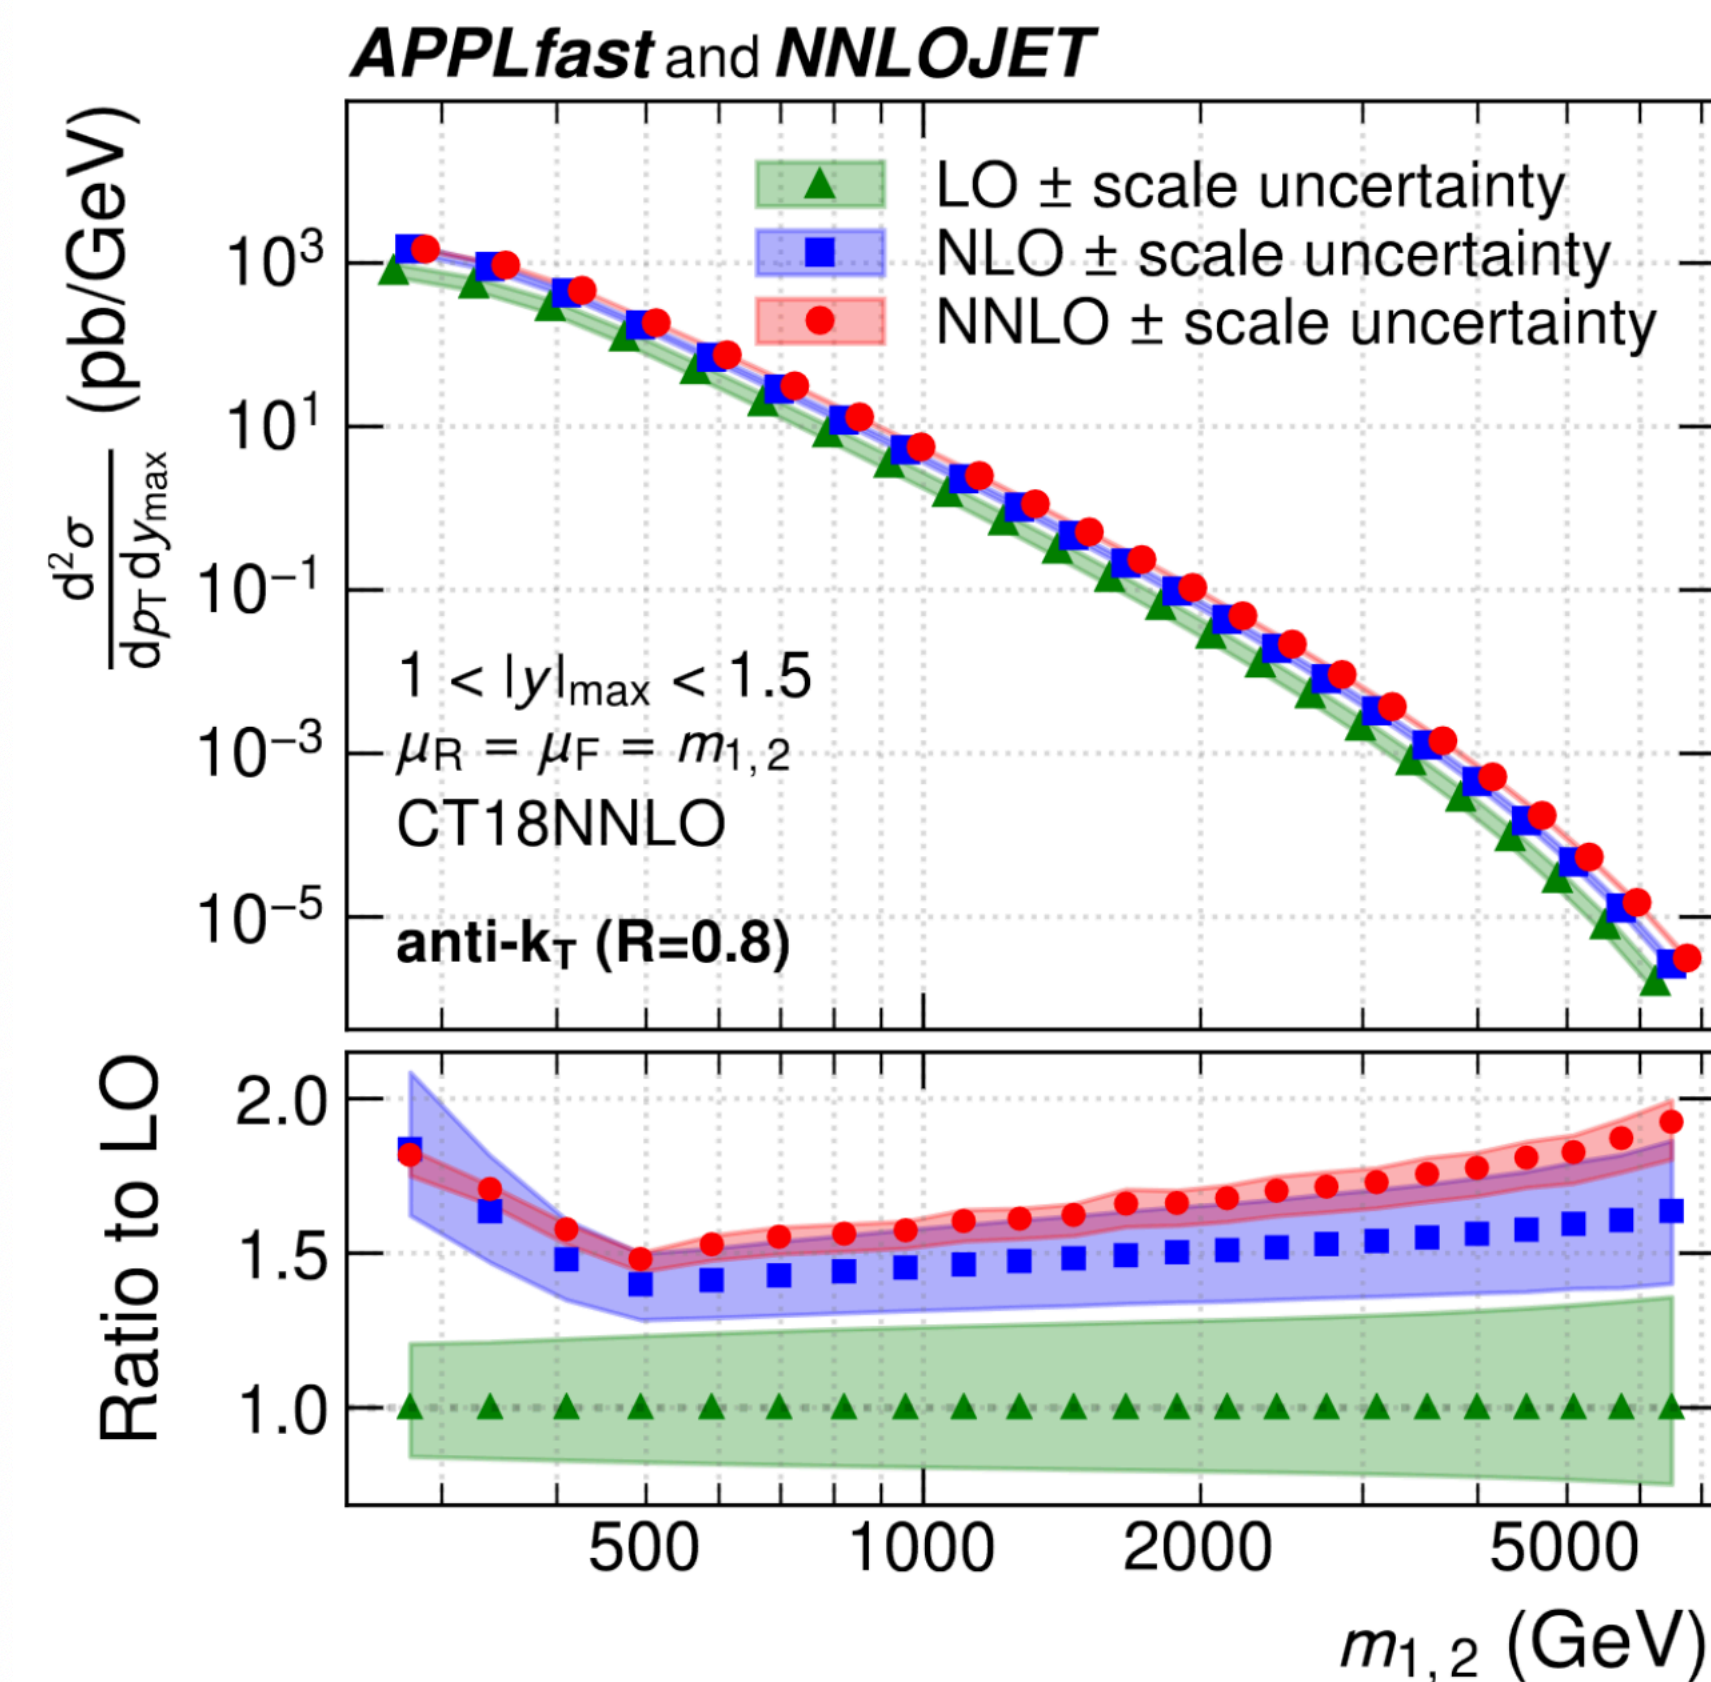 APPLfast and NNLOJET
d²σ / dpT dymax (pb/GeV)
LO ± scale uncertainty
NLO ± scale uncertainty
NNLO ± scale uncertainty
10³
10¹
10⁻¹
10⁻³
10⁻⁵
1 < |y|max < 1.5
μR = μF = m1,2
CT18NNLO
anti-kT (R=0.8)
Ratio to LO
2.0
1.5
1.0
500 1000 2000 5000
m1,2 (GeV)